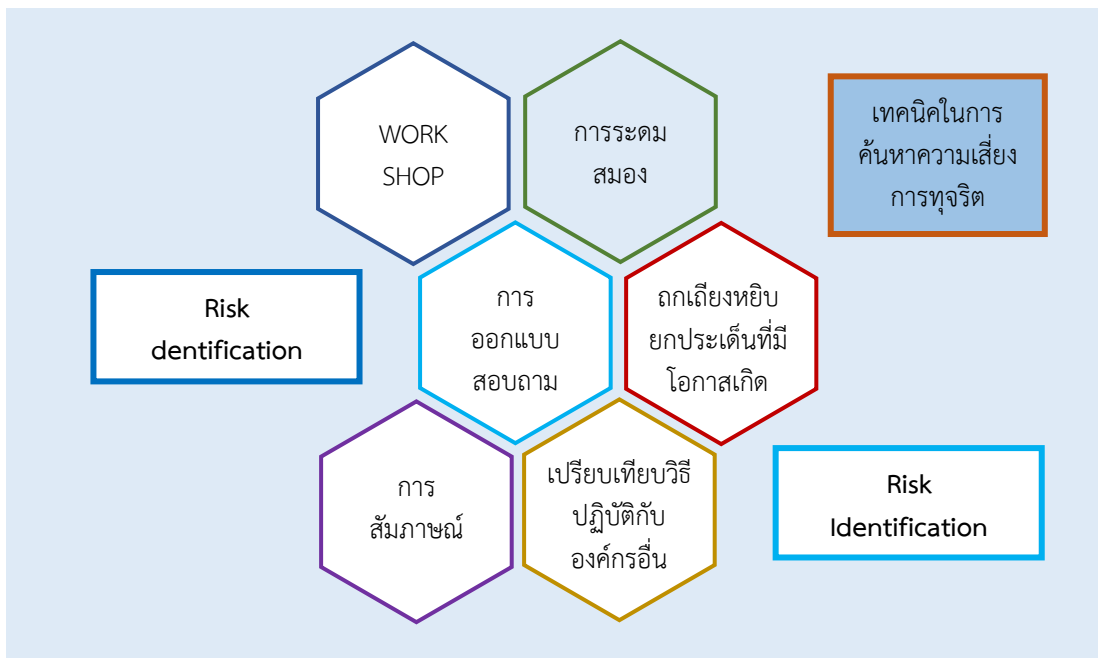 WORK
SHOP
การระดม
สมอง
เทคนิคในการ
ค้นหาความเสี่ยง
การทุจริต
Risk
dentification
การ
ออกแบบ
สอบถาม
ถกเถียงหยิบ
ยกประเด็นที่มี
โอกาสเกิด
การ
สัมภาษณ์
เปรียบเทียบวิธี
ปฏิบัติกับ
องค์กรอื่น
Risk
Identification